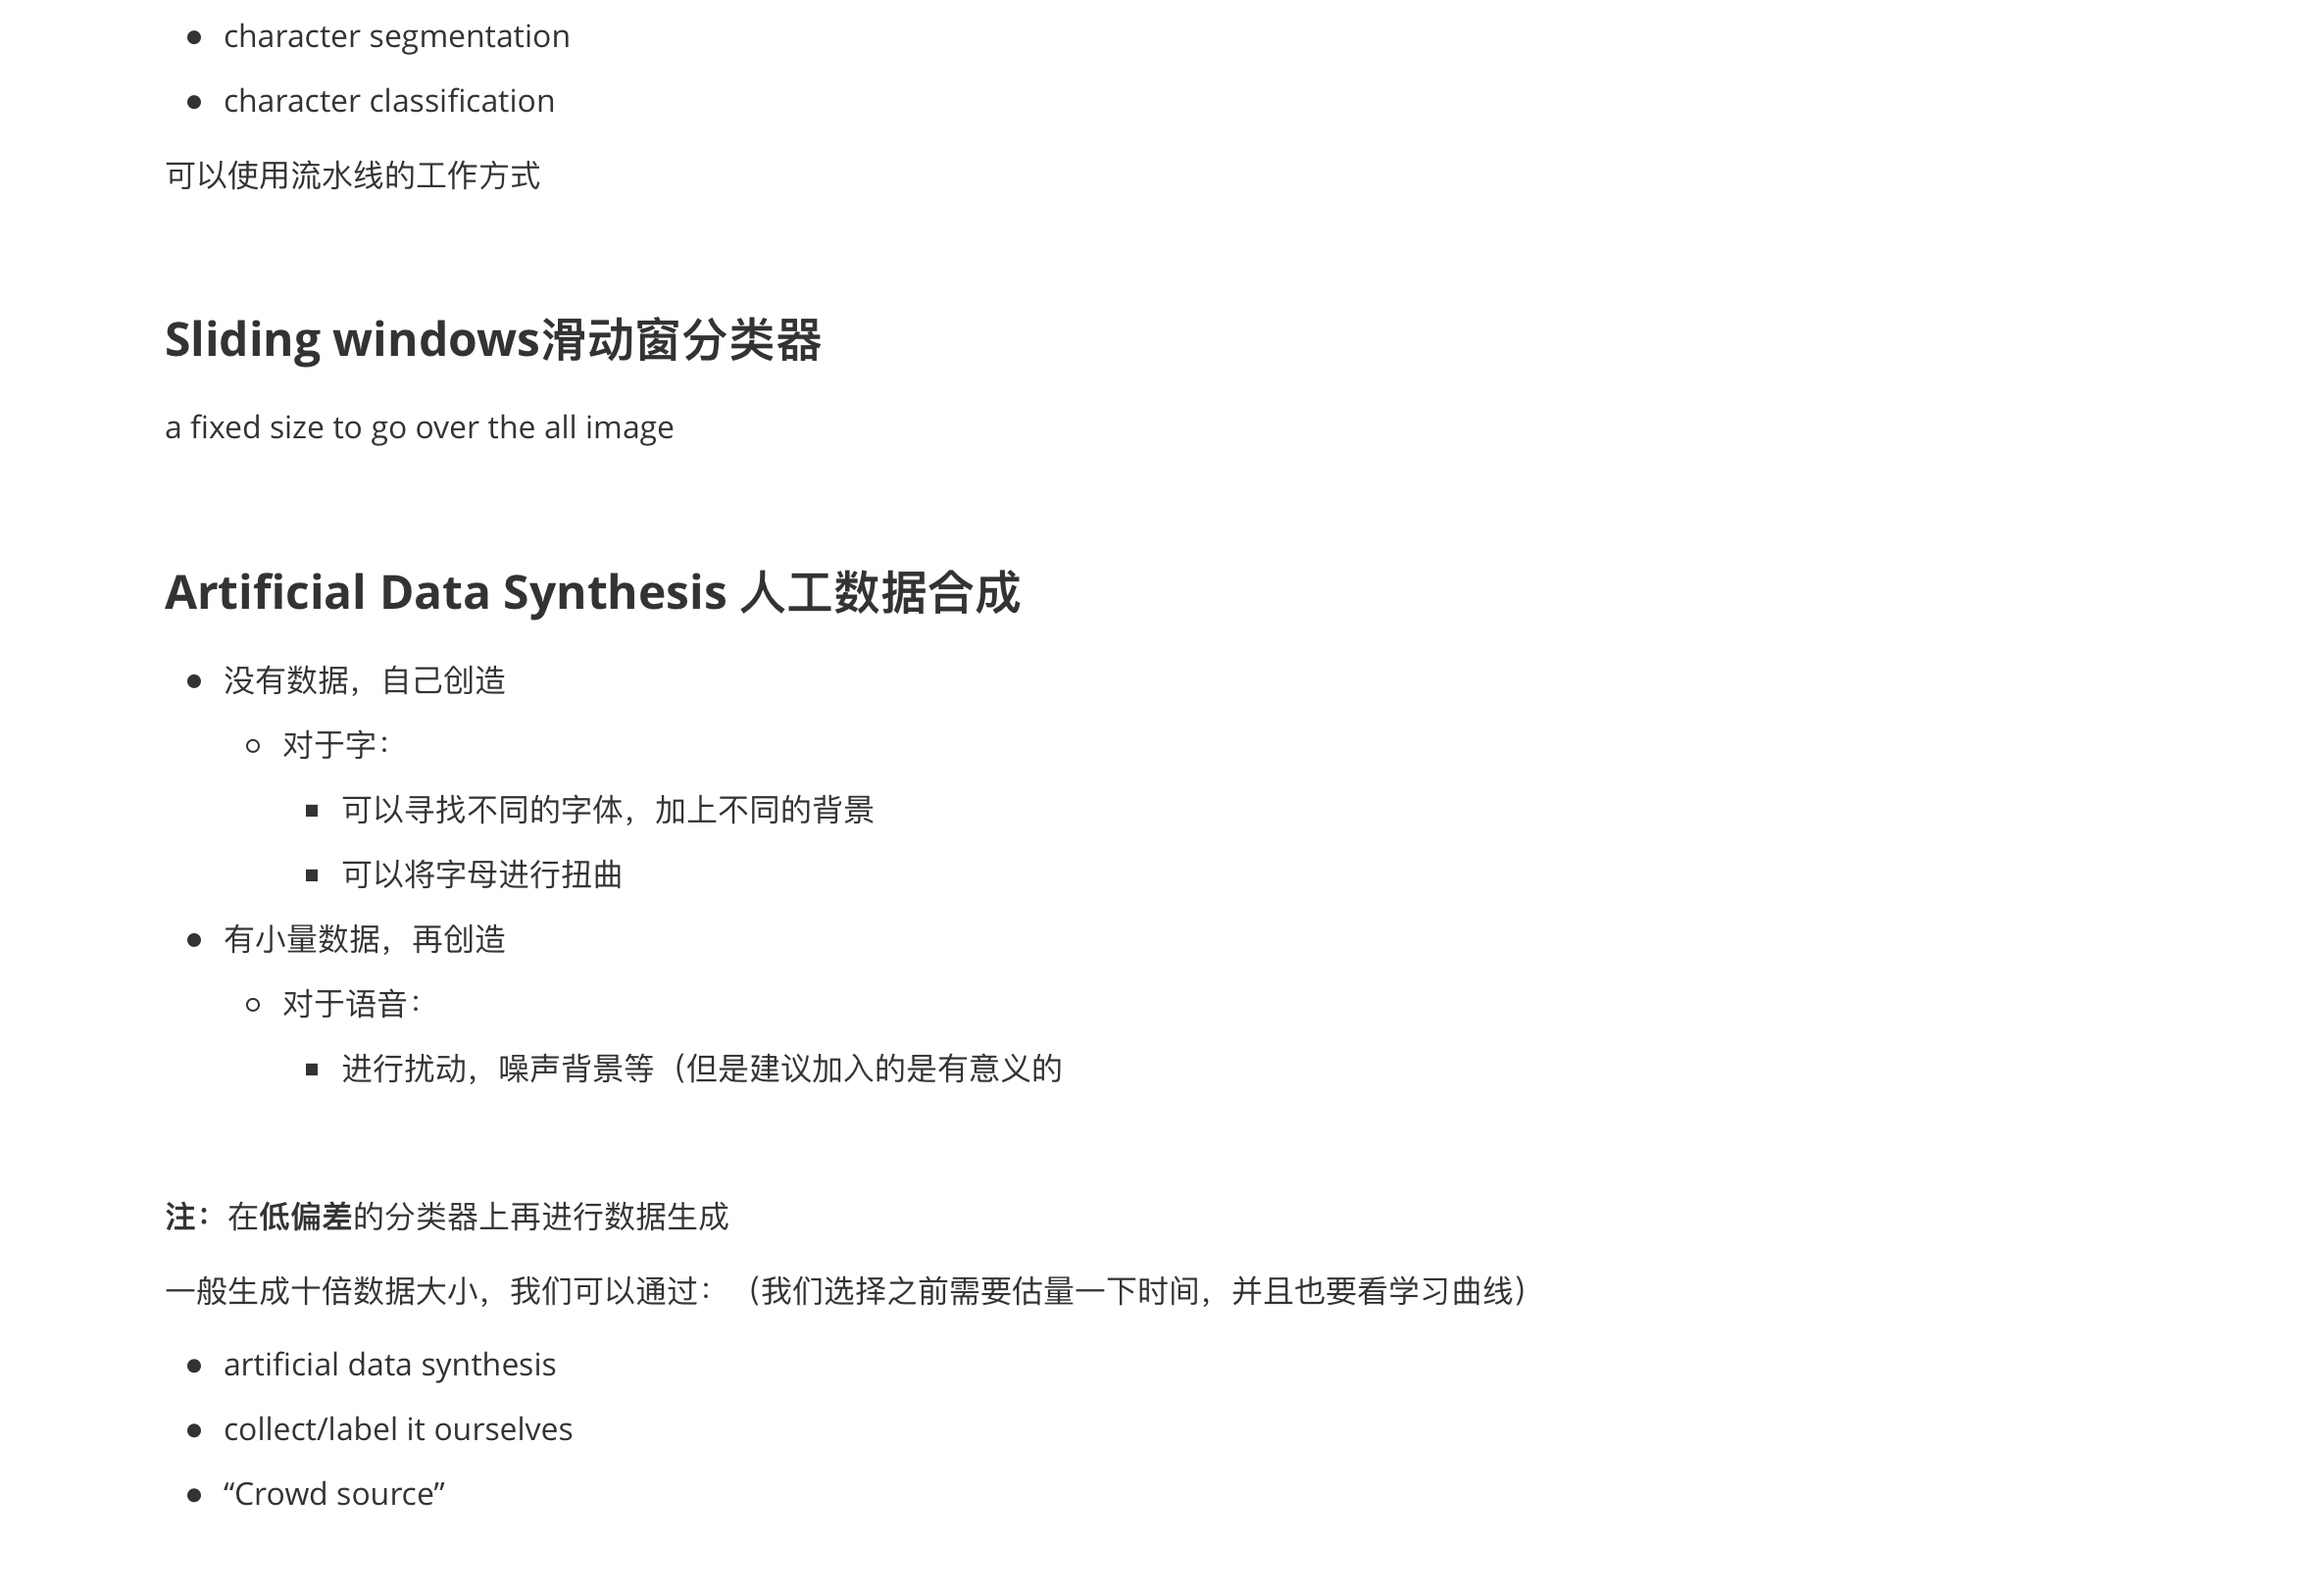 character segmentation
character classification
可以使用流水线的工作方式
Sliding windows滑动窗分类器
a fixed size to go over the all image
Artificial Data Synthesis 人工数据合成
没有数据，自己创造
对于字：
可以寻找不同的字体，加上不同的背景
可以将字母进行扭曲
有小量数据，再创造
对于语音：
进行扰动，噪声背景等（但是建议加入的是有意义的
注：在低偏差的分类器上再进行数据生成
一般生成十倍数据大小，我们可以通过：（我们选择之前需要估量一下时间，并且也要看学习曲线）
artificial data synthesis
collect/label it ourselves
“Crowd source”